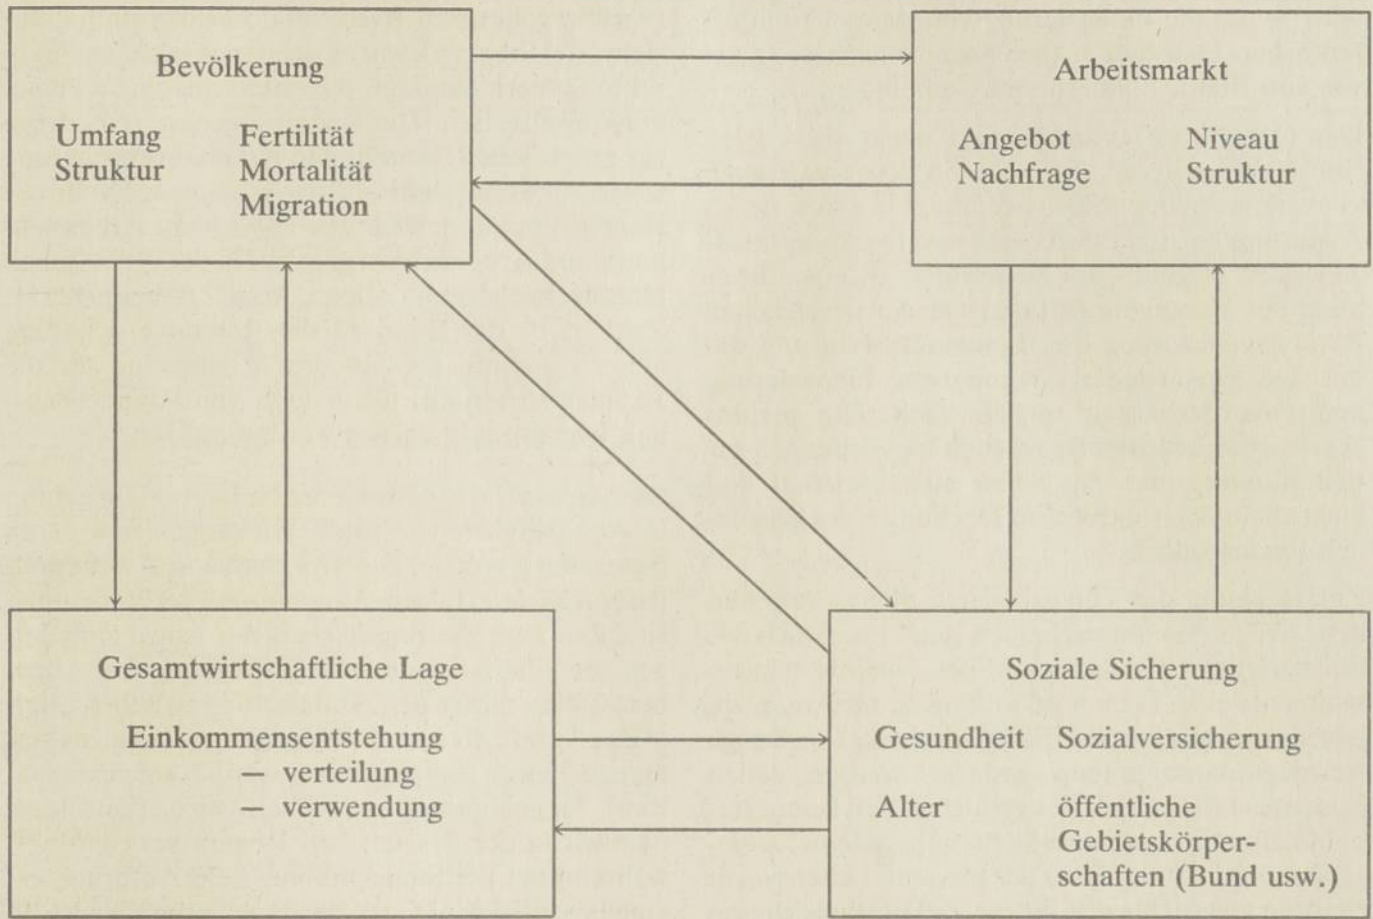 Bevölkerung
Umfang Fertilität
Struktur Mortalität
Migration
Arbeitsmarkt
Angebot Niveau
Nachfrage Struktur
Gesamtwirtschaftliche Lage
Einkommensentstehung
— verteilung
— verwendung
Soziale Sicherung
Gesundheit Sozialversicherung
Alter öffentliche
Gebietskörper-
schaften (Bund usw.)